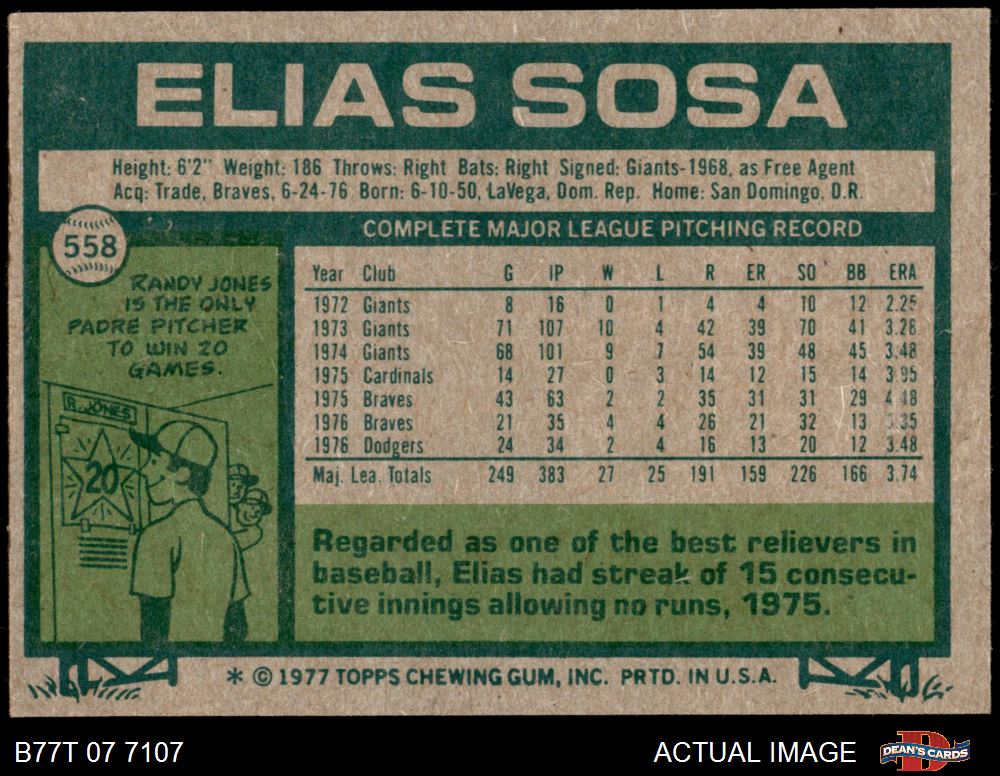 ELIAS SOSA
Height: 6'2" Weight: 186 Throws: Right Bats: Right Signed: Giants-1968, as Free Agent
Acq: Trade, Braves, 6-24-76 Born: 6-10-50, LaVega, Dom. Rep. Home: San Domingo, D.R.
558
RANDY JONES
IS THE ONLY
PADRE PITCHER
TO WIN 20
GAMES.
R. JONES
20
COMPLETE MAJOR LEAGUE PITCHING RECORD
Year Club G IP W L R ER SO BB ERA
1972 Giants 8 16 0 1 4 4 10 12 2.25
1973 Giants 71 107 10 4 42 39 70 41 3.28
1974 Giants 68 101 9 7 54 39 48 45 3.48
1975 Cardinals 14 27 0 3 14 12 15 14 3.95
1975 Braves 43 63 2 2 35 31 31 29 4.48
1976 Braves 21 35 4 4 26 21 32 13
1976 Dodgers 24 34 2 4 16 13 20 12 3.48
Maj. Lea. Totals 249 383 27 25 191 159 226 166 3.74
Regarded as one of the best relievers in
baseball, Elias had streak of 15 consecu-
tive innings allowing no runs, 1975.
* © 1977 TOPPS CHEWING GUM, INC. PRTD. IN U.S.A.
B77T 07 7107
ACTUAL IMAGE
DEAN'S CARDS